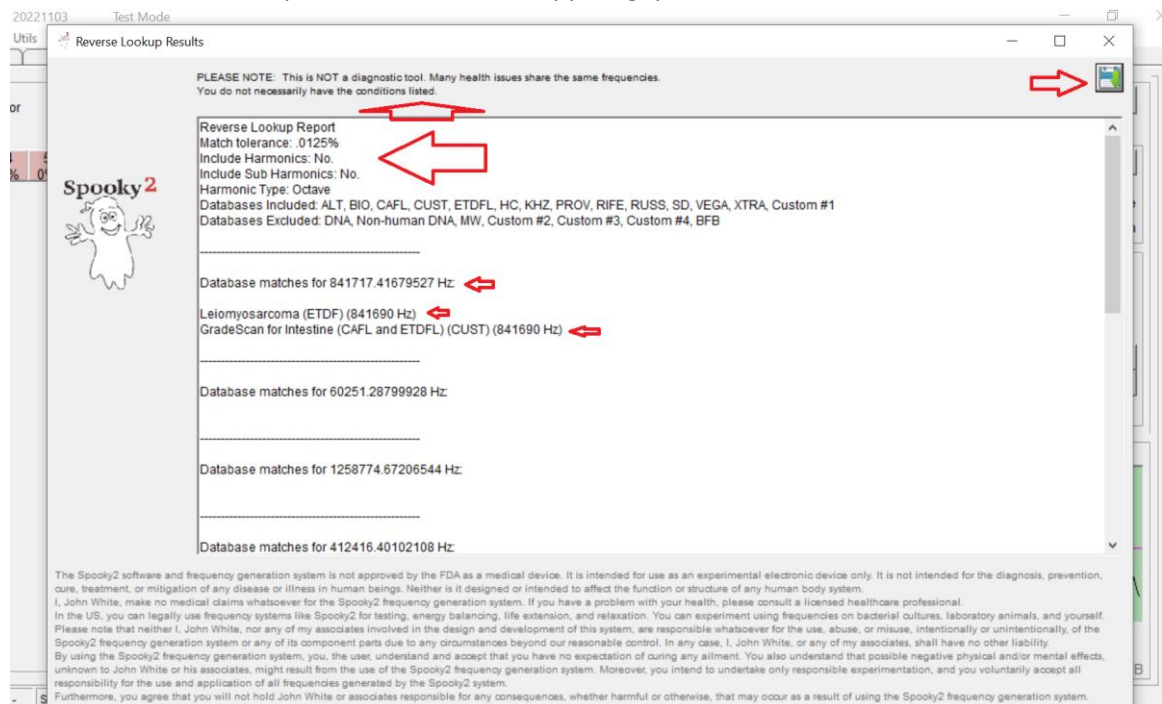 20221103 Test Mode
Utils
Reverse Lookup Results
PLEASE NOTE: This is NOT a diagnostic tool. Many health issues share the same frequencies.
You do not necessarily have the conditions listed.
or
Reverse Lookup Report
Match tolerance: .0125%
Include Harmonics: No.
Include Sub Harmonics: No.
Harmonic Type: Octave
Databases Included: ALT, BIO, CAFL, CUST, ETDFL, HC, KHZ, PROV, RIFE, RUSS, SD, VEGA, XTRA, Custom #1
Databases Excluded: DNA, Non-human DNA, MW, Custom #2, Custom #3, Custom #4, BFB
Spooky2
--------------------------------------------------
Database matches for 841717.41679527 Hz:
Leiomyosarcoma (ETDF) (841690 Hz)
GradeScan for Intestine (CAFL and ETDFL) (CUST) (841690 Hz)
--------------------------------------------------
Database matches for 60251.28799928 Hz:
--------------------------------------------------
Database matches for 1258774.67206544 Hz:
--------------------------------------------------
Database matches for 412416.40102108 Hz:
The Spooky2 software and frequency generation system is not approved by the FDA as a medical device. It is intended for use as an experimental electronic device only. It is not intended for the diagnosis, prevention,
cure, treatment, or mitigation of any disease or illness in human beings. Neither is it designed or intended to affect the function or structure of any human body system.
I, John White, make no medical claims whatsoever for the Spooky2 frequency generation system. If you have a problem with your health, please consult a licensed healthcare professional.
In the US, you can legally use frequency systems like Spooky2 for testing, energy balancing, life extension, and relaxation. You can experiment using frequencies on bacterial cultures, laboratory animals, and yourself.
Please note that neither I, John White, nor any of my associates involved in the design and development of this system, are responsible whatsoever for the use, abuse, or misuse, intentionally or unintentionally, of the
Spooky2 frequency generation system or any of its component parts due to any circumstances beyond our reasonable control. In any case, I, John White, or any of my associates, shall have no other liability.
By using the Spooky2 frequency generation system, you, the user, understand and accept that you have no expectation of curing any ailment. You also understand that possible negative physical and/or mental effects,
unknown to John White or his associates, might result from the use of the Spooky2 frequency generation system. Moreover, you intend to undertake only responsible experimentation, and you voluntarily accept all
responsibility for the use and application of all frequencies generated by the Spooky2 system.
Furthermore, you agree that you will not hold John White or associates responsible for any consequences, whether harmful or otherwise, that may occur as a result of using the Spooky2 frequency generation system.